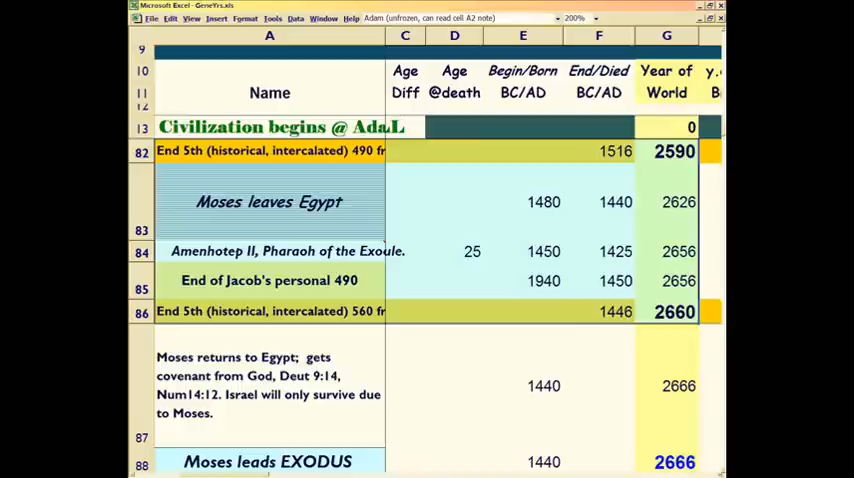 Microsoft Excel - GeneYrs.xls
File Edit View Insert Format Tools Data Window Help Adam (unfrozen, can read cell A2 note) 200%
A C D E F G
9
10 Age Age Begin/Born End/Died Year of y.
11 Name Diff @death BC/AD BC/AD World B
12
13 Civilization begins @ AdaL 0
82 End 5th (historical, intercalated) 490 fr 1516 2590
83 Moses leaves Egypt 1480 1440 2626
84 Amenhotep II, Pharaoh of the Exoule. 25 1450 1425 2656
85 End of Jacob's personal 490 1940 1450 2656
86 End 5th (historical, intercalated) 560 fr 1446 2660
Moses returns to Egypt; gets
covenant from God, Deut 9:14,
Num14:12. Israel will only survive due
to Moses.
87 1440 2666
88 Moses leads EXODUS 1440 2666